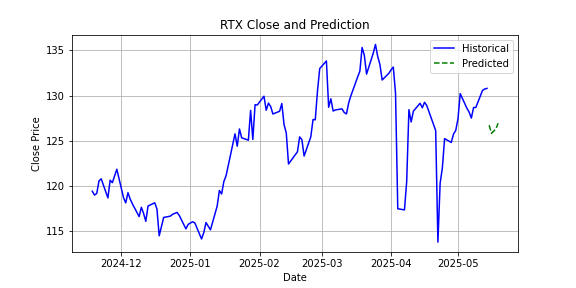 RTX Close and Prediction
Historical
Predicted
Close Price
135
130
125
120
115
2024-12 2025-01 2025-02 2025-03 2025-04 2025-05
Date